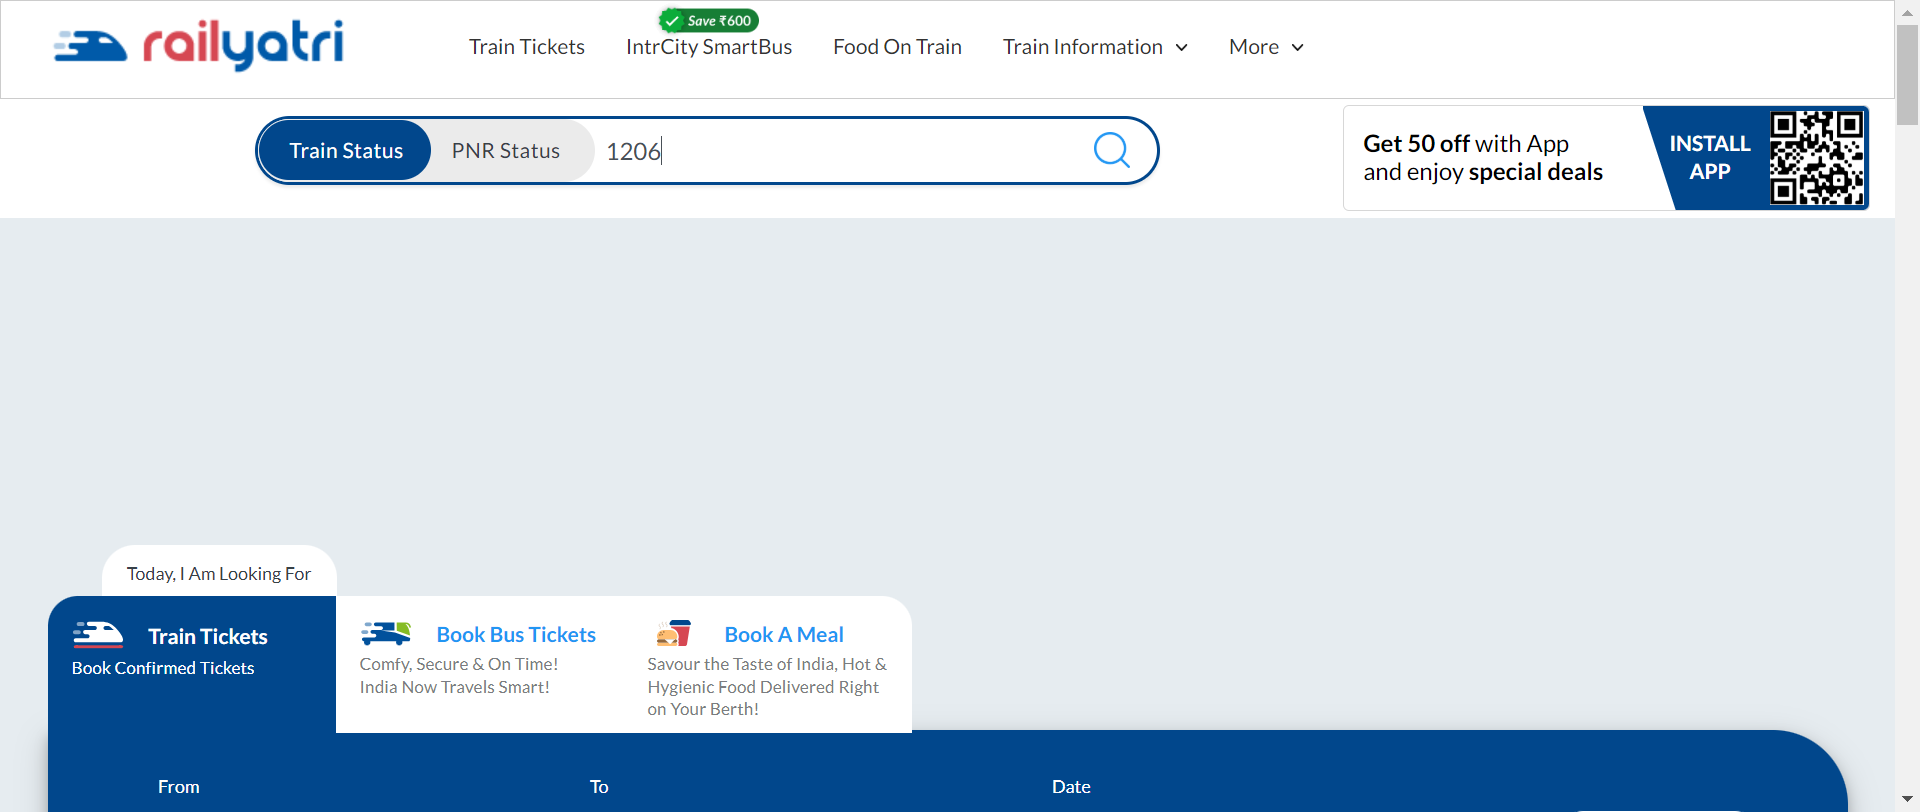 railyatri
Train Tickets
Save ₹600
IntrCity SmartBus
Food On Train
Train Information
More
Train Status
PNR Status
1206
Get 50 off with App
and enjoy special deals
INSTALL
APP
Today, I Am Looking For
Train Tickets
Book Confirmed Tickets
Book Bus Tickets
Comfy, Secure & On Time!
India Now Travels Smart!
Book A Meal
Savour the Taste of India, Hot &
Hygienic Food Delivered Right
on Your Berth!
From
To
Date